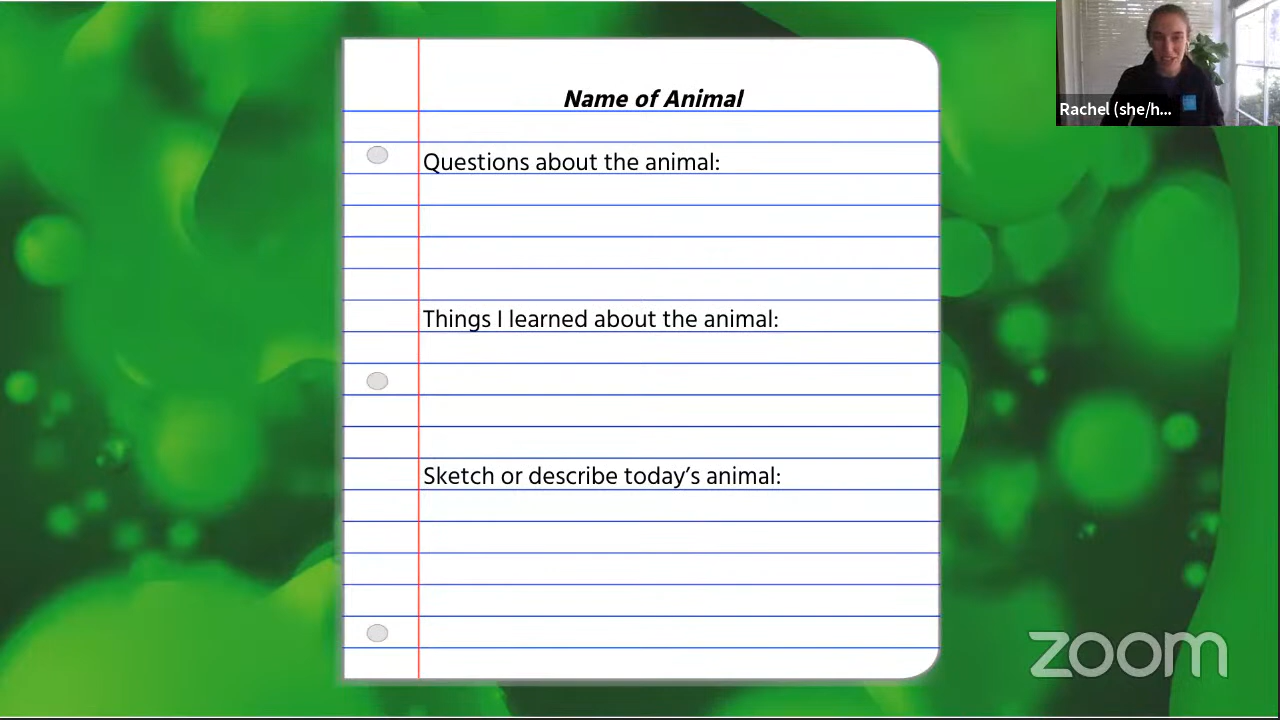 Name of Animal
Rachel (she/h...
Questions about the animal:
Things I learned about the animal:
Sketch or describe today's animal:
zoom